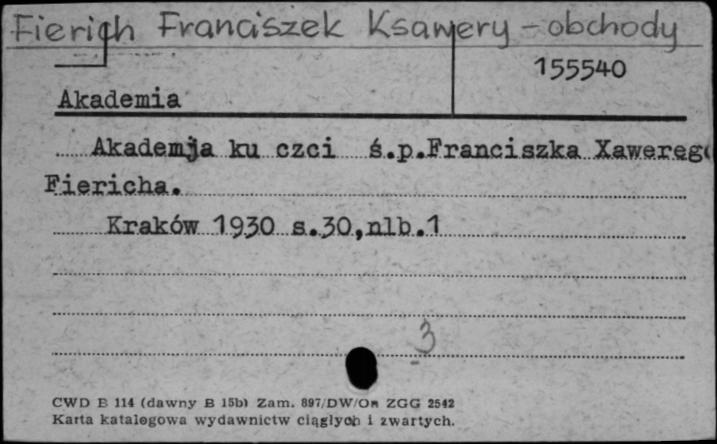 Fierich Franciszek Ksawery - obchody
155540
Akademia
Akademja ku czci ś.p.Franciszka Xawerego
Fiericha.
Kraków 1930 s.30,nlb.1
3
CWD B 114 (dawny B 15b) Zam. 897/DW/On ZGG 2542
Karta katalogowa wydawnictw ciągłych i zwartych.